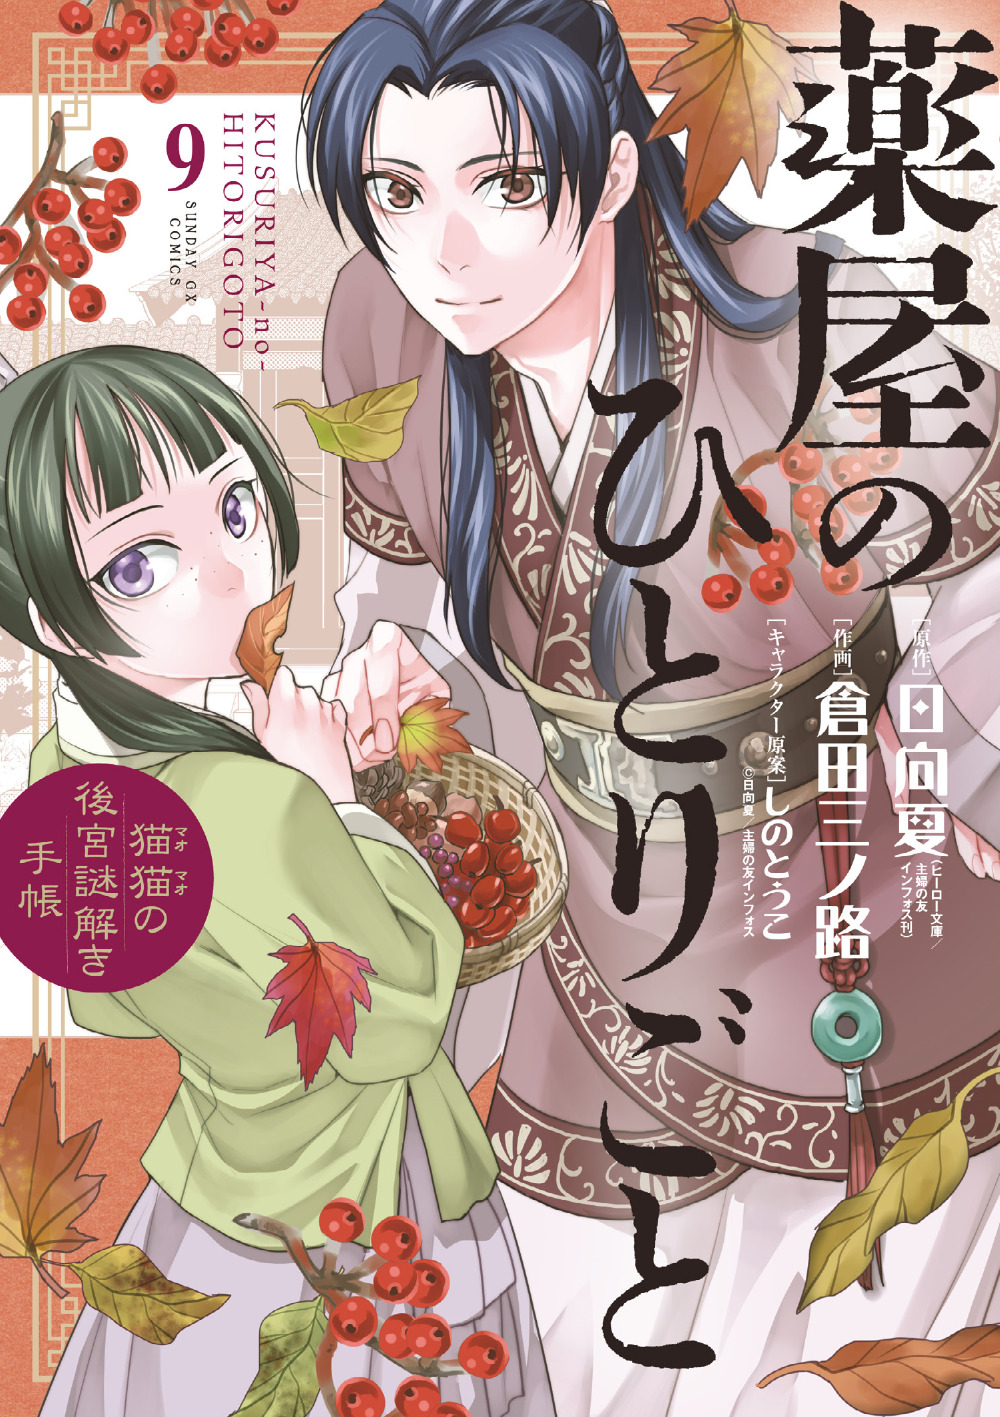 薬屋の
ひとりごと
KUSURIYA-no-
HITORIGOTO
9
SUNDAY GX
COMICS
[原作]日向夏(ヒーロー文庫/
主婦の友
インフォス刊)
[作画]倉田三ノ路
[キャラクター原案]しのとうこ
©日向夏/主婦の友インフォス
猫猫の
マオ マオ
後宮謎解き
手帳